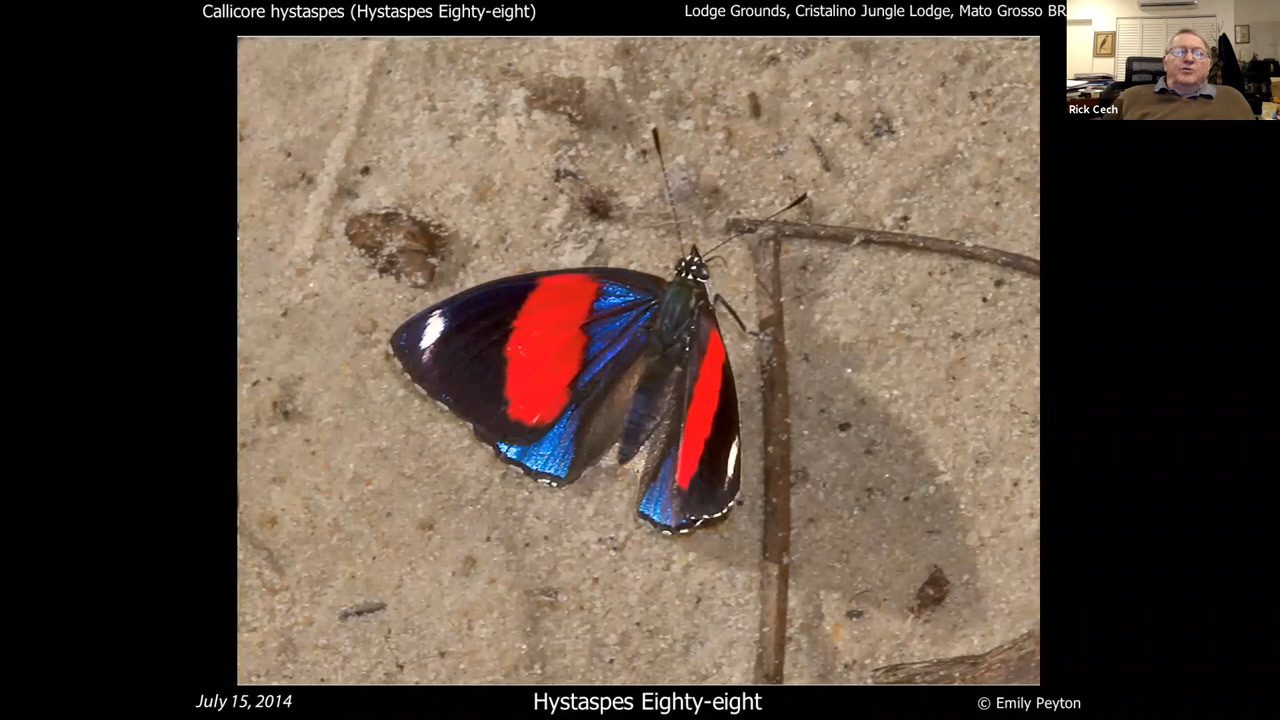 Callicore hystaspes (Hystaspes Eighty-eight)
Lodge Grounds, Cristalino Jungle Lodge, Mato Grosso BR
Rick Cech
July 15, 2014
Hystaspes Eighty-eight
© Emily Peyton